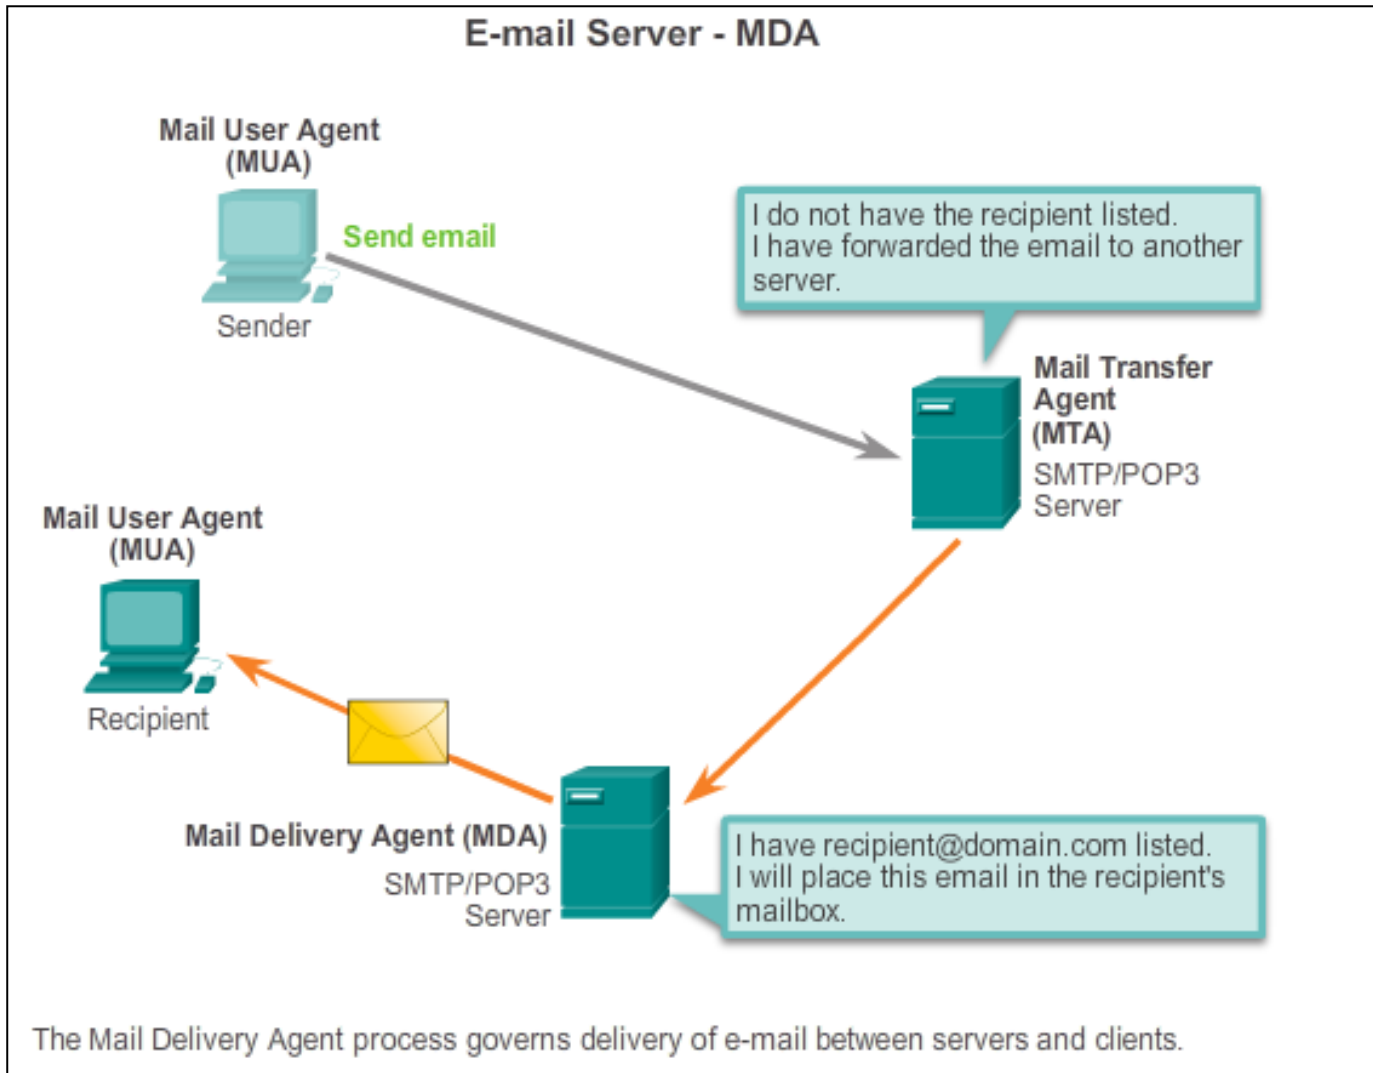 E-mail Server - MDA
Mail User Agent
(MUA)
Send email
Sender
I do not have the recipient listed.
I have forwarded the email to another
server.
Mail Transfer
Agent
(MTA)
SMTP/POP3
Server
Mail User Agent
(MUA)
Recipient
Mail Delivery Agent (MDA)
SMTP/POP3
Server
I have recipient@domain.com listed.
I will place this email in the recipient's
mailbox.
The Mail Delivery Agent process governs delivery of e-mail between servers and clients.